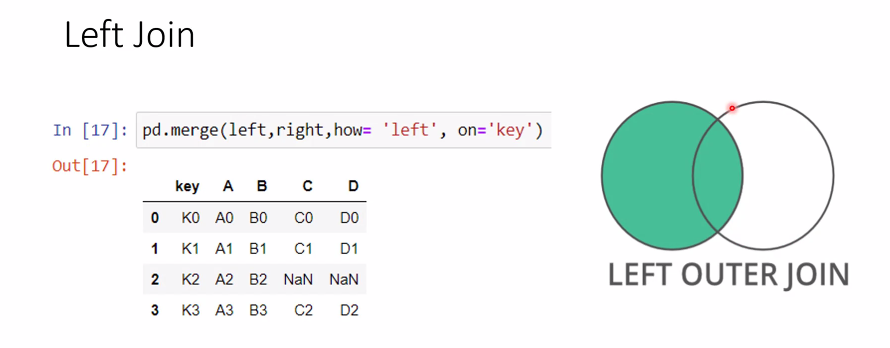 Left Join
In [17]: pd.merge(left,right,how= 'left', on='key')
Out[17]:
key A B C D
0 K0 A0 B0 C0 D0
1 K1 A1 B1 C1 D1
2 K2 A2 B2 NaN NaN
3 K3 A3 B3 C2 D2
LEFT OUTER JOIN